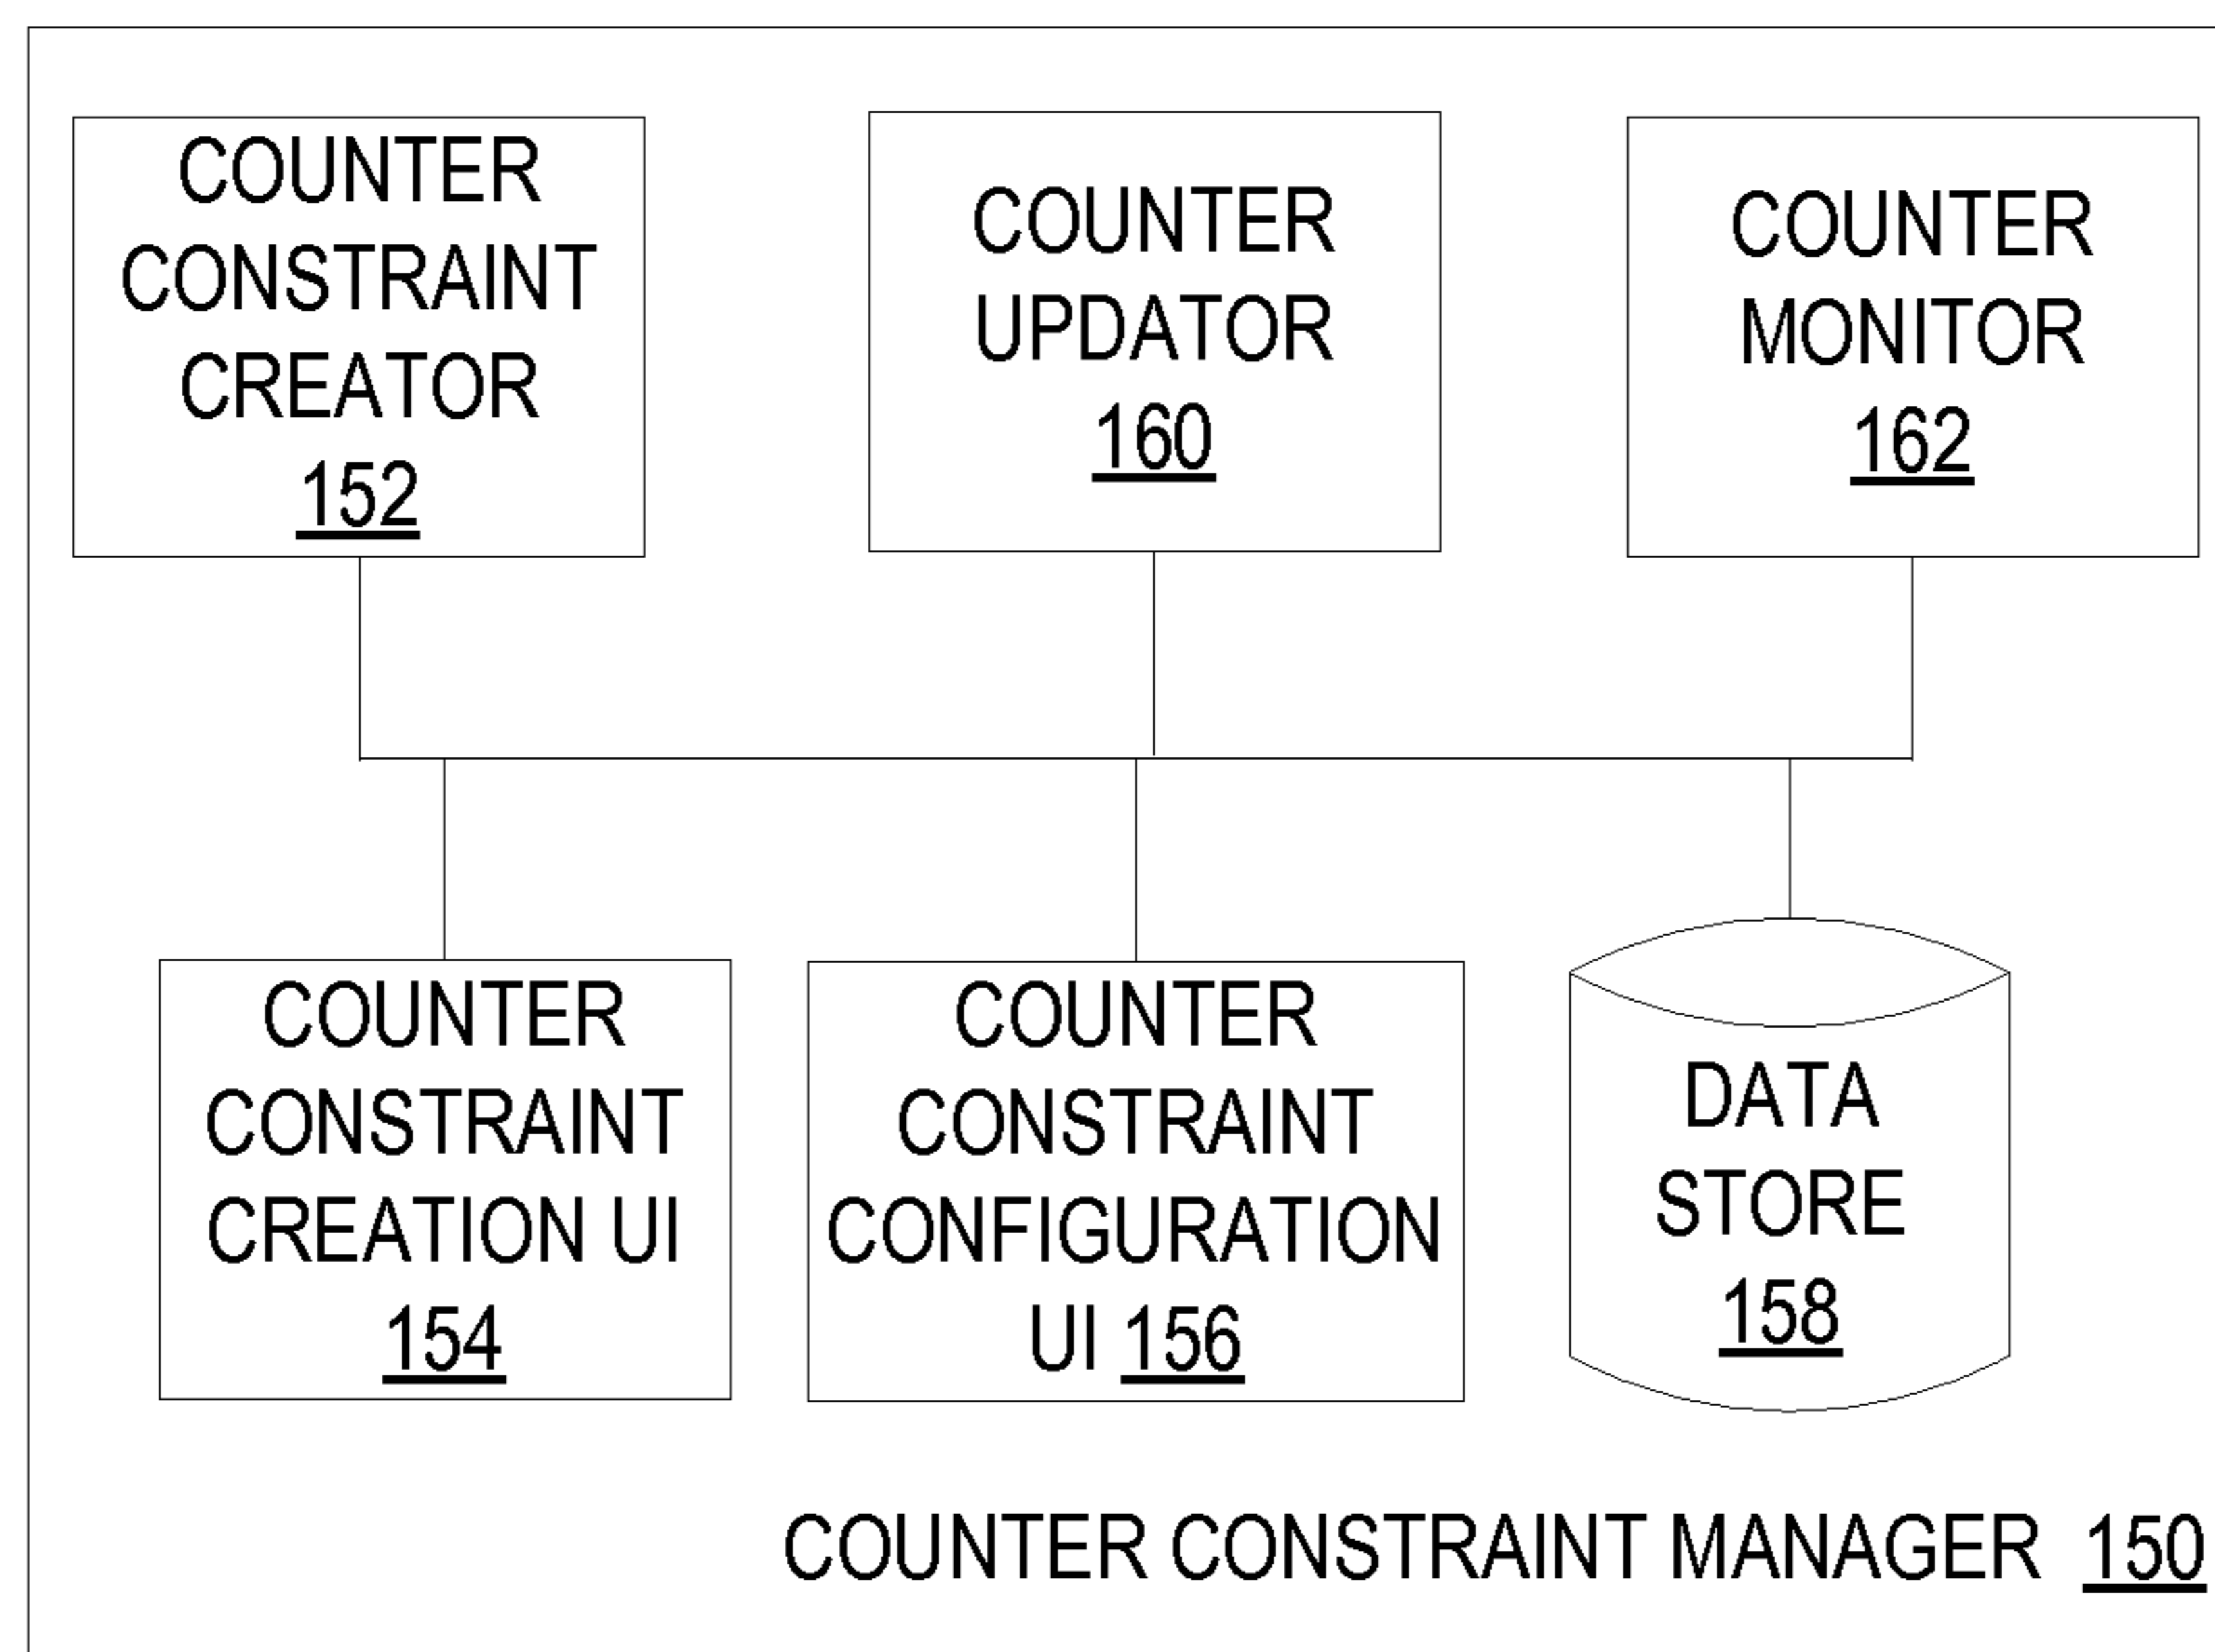 COUNTER
CONSTRAINT
CREATOR
152
COUNTER
UPDATOR
160
COUNTER
MONITOR
162
COUNTER
CONSTRAINT
CREATION UI
154
COUNTER
CONSTRAINT
CONFIGURATION
UI 156
DATA
STORE
158
COUNTER CONSTRAINT MANAGER 150